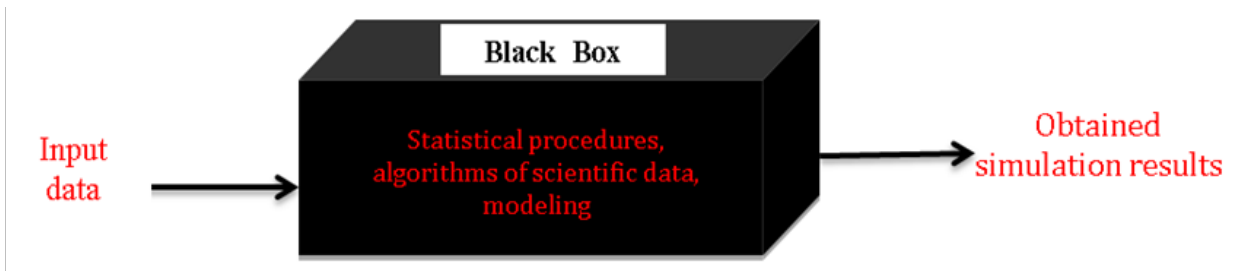 Black Box
Input
data
Statistical procedures,
algorithms of scientific data,
modeling
Obtained
simulation results